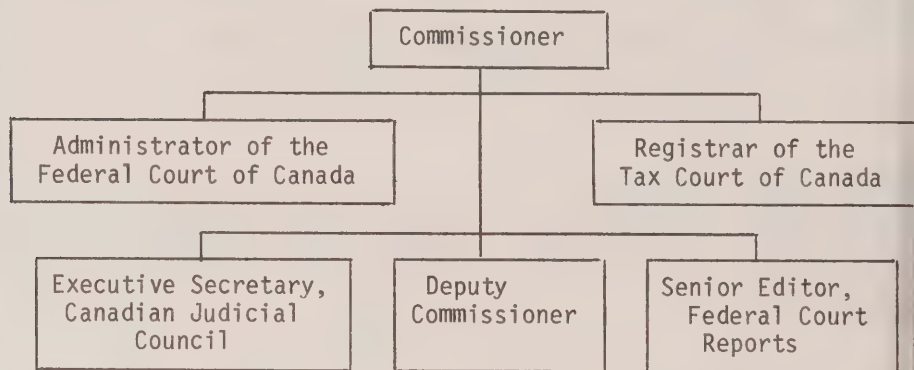 Commissioner
Administrator of the
Federal Court of Canada
Registrar of the
Tax Court of Canada
Executive Secretary,
Canadian Judicial
Council
Deputy
Commissioner
Senior Editor,
Federal Court
Reports